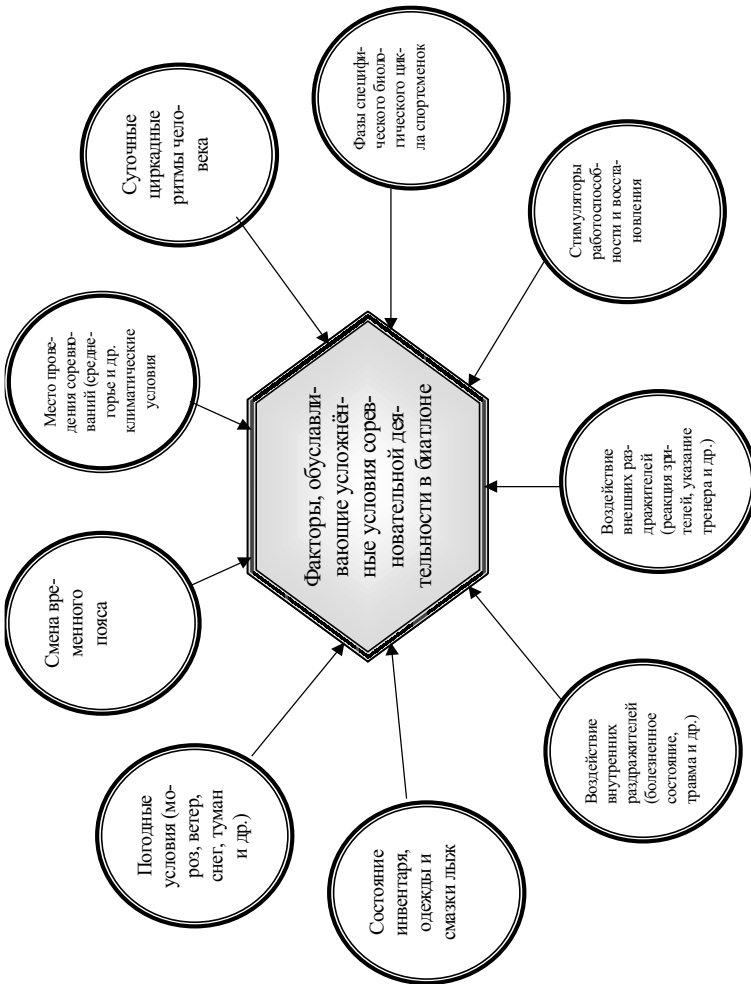 Погодные
условия (мо-
роз, ветер,
снег, туман
и др.)
Смена вре-
менного
пояса
Место прове-
дения соревно-
ваний (средне-
горье и др.
климатические
условия
Суточные
циркадные
ритмы чело-
века
Состояние
инвентаря,
одежды и
смазки лыж
Факторы, обуславли-
вающие усложнён-
ные условия сорев-
новательной дея-
тельности в биатлоне
Фазы специфи-
ческого биоло-
гического цик-
ла спортсменок
Воздействие
внутренних
раздражителей
(болезненное
состояние,
травма и др.)
Воздействие
внешних раз-
дражителей
(реакция зри-
телей, указание
тренера и др.)
Стимуляторы
работоспособ-
ности и восста-
новления